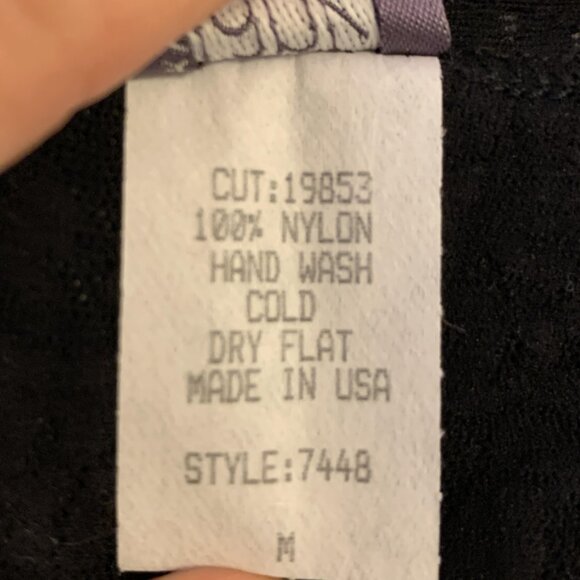 CUT:19853
100% NYLON
HAND WASH
COLD
DRY FLAT
MADE IN USA
STYLE:7448
M